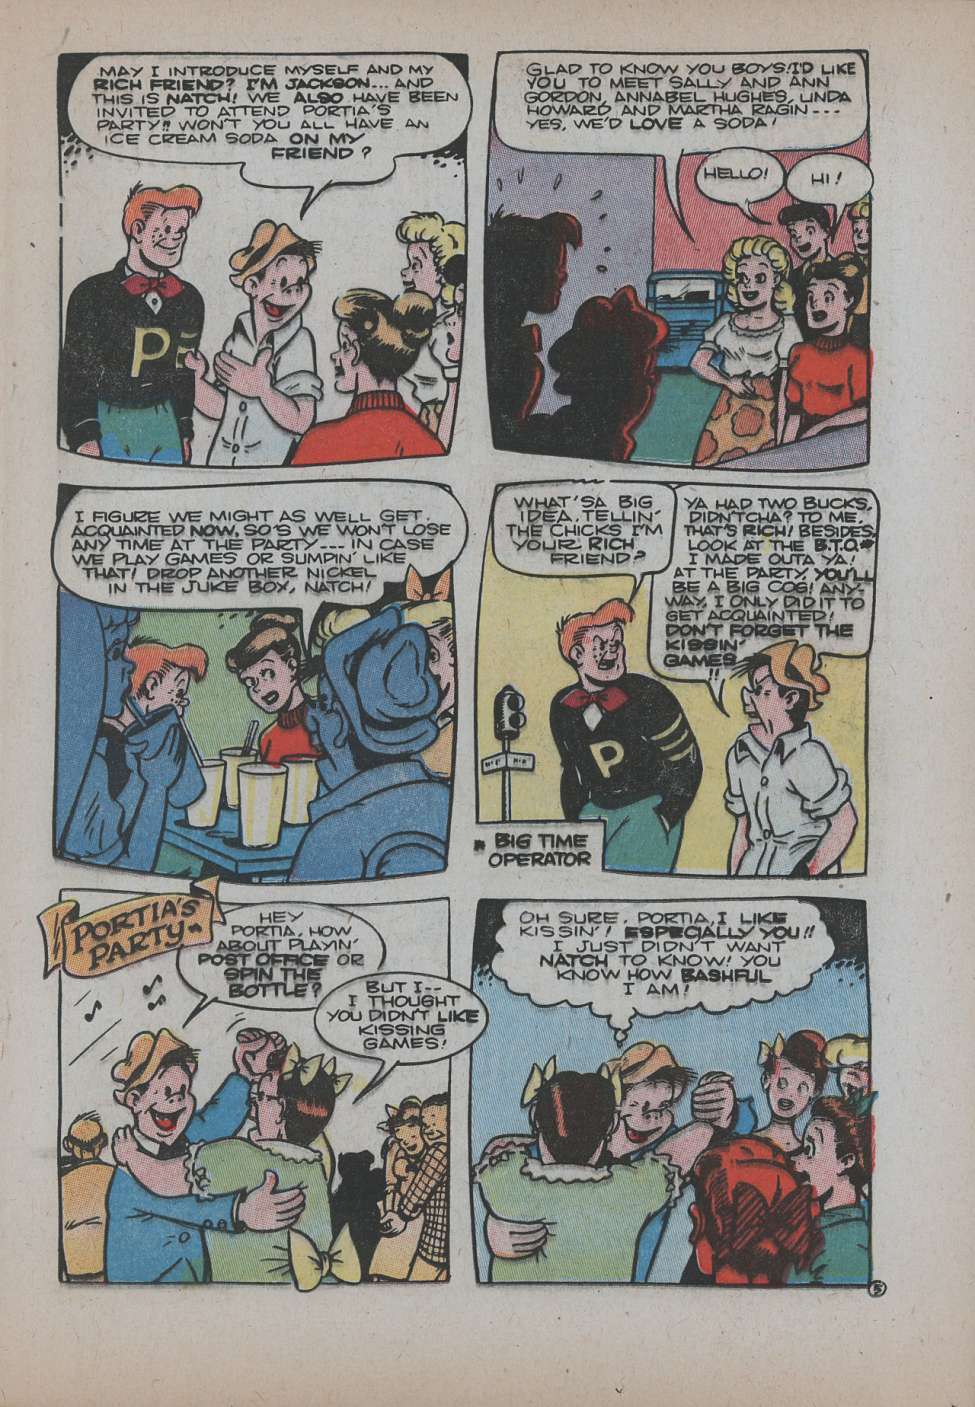 MAY I INTRODUCE MYSELF AND MY
RICH FRIEND? I'M JACKSON... AND
THIS IS NATCH! WE ALSO HAVE BEEN
INVITED TO ATTEND PORTIA'S
PARTY!! WON'T YOU ALL HAVE AN
ICE CREAM SODA ON MY
FRIEND?
P
GLAD TO KNOW YOU BOYS! I'D LIKE
YOU TO MEET SALLY AND ANN
GORDON, ANNABEL HUGHES, LINDA
HOWARD, AND MARTHA RAGIN ---
YES, WE'D LOVE A SODA!
HELLO!
HI!
I FIGURE WE MIGHT AS WELL GET
ACQUAINTED NOW, SO'S WE WON'T LOSE
ANY TIME AT THE PARTY --- IN CASE
WE PLAY GAMES OR SUMPIN' LIKE
THAT! DROP ANOTHER NICKEL
IN THE JUKE BOX, NATCH!
WHAT'SA BIG
IDEA, TELLIN'
THE CHICKS I'M
YOUR RICH
FRIEND?
YA HAD TWO BUCKS,
DIDN'TCHA? TO ME,
THAT'S RICH! BESIDES,
LOOK AT THE B.T.O.*
I MADE OUTA YA!
AT THE PARTY, YOU'LL
BE A BIG COG! ANY-
WAY, I ONLY DID IT TO
GET ACQUAINTED!
DON'T FORGET THE
KISSIN'
GAMES
!!
P
* BIG TIME
OPERATOR
PORTIA'S
PARTY
HEY
PORTIA, HOW
ABOUT PLAYIN'
POST OFFICE OR
SPIN THE
BOTTLE?
BUT I--
I THOUGHT
YOU DIDN'T LIKE
KISSING
GAMES!
OH SURE, PORTIA, I LIKE
KISSIN'! ESPECIALLY YOU!!
I JUST DIDN'T WANT
NATCH TO KNOW! YOU
KNOW HOW BASHFUL
I AM!
5